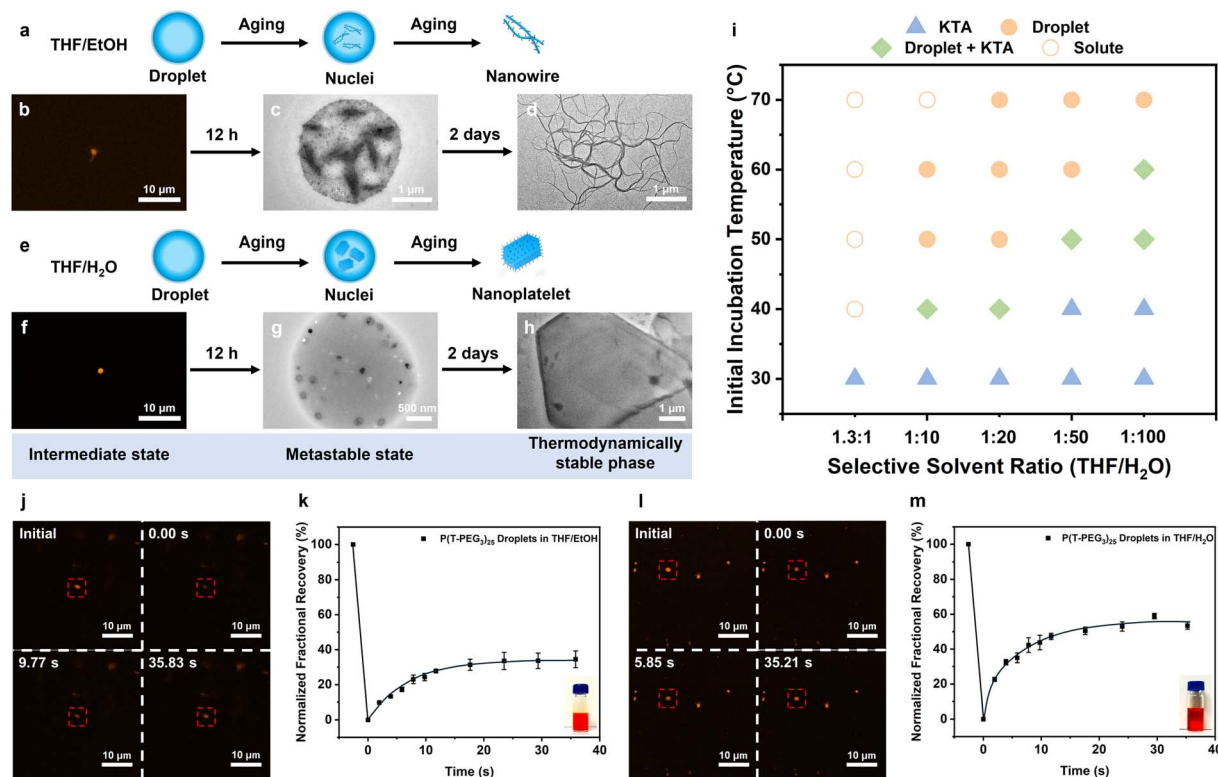 a
THF/EtOH
Aging
Aging
Droplet
Nuclei
Nanowire
b
10 μm
12 h
c
1 μm
2 days
d
1 μm
e
THF/H₂O
Aging
Aging
Droplet
Nuclei
Nanoplatelet
f
10 μm
12 h
g
500 nm
2 days
h
1 μm
Intermediate state
Metastable state
Thermodynamically
stable phase
i
KTA
Droplet
Droplet + KTA
Solute
Initial Incubation Temperature (°C)
70
60
50
40
30
1.3:1
1:10
1:20
1:50
1:100
Selective Solvent Ratio (THF/H₂O)
j
Initial
0.00 s
10 μm
10 μm
9.77 s
35.83 s
10 μm
10 μm
k
Normalized Fractional Recovery (%)
100
80
60
40
20
0
P(T-PEG₃)₂₅ Droplets in THF/EtOH
0
10
20
30
40
Time (s)
l
Initial
0.00 s
10 μm
10 μm
5.85 s
35.21 s
10 μm
10 μm
m
Normalized Fractional Recovery (%)
100
80
60
40
20
0
P(T-PEG₃)₂₅ Droplets in THF/H₂O
0
10
20
30
40
Time (s)